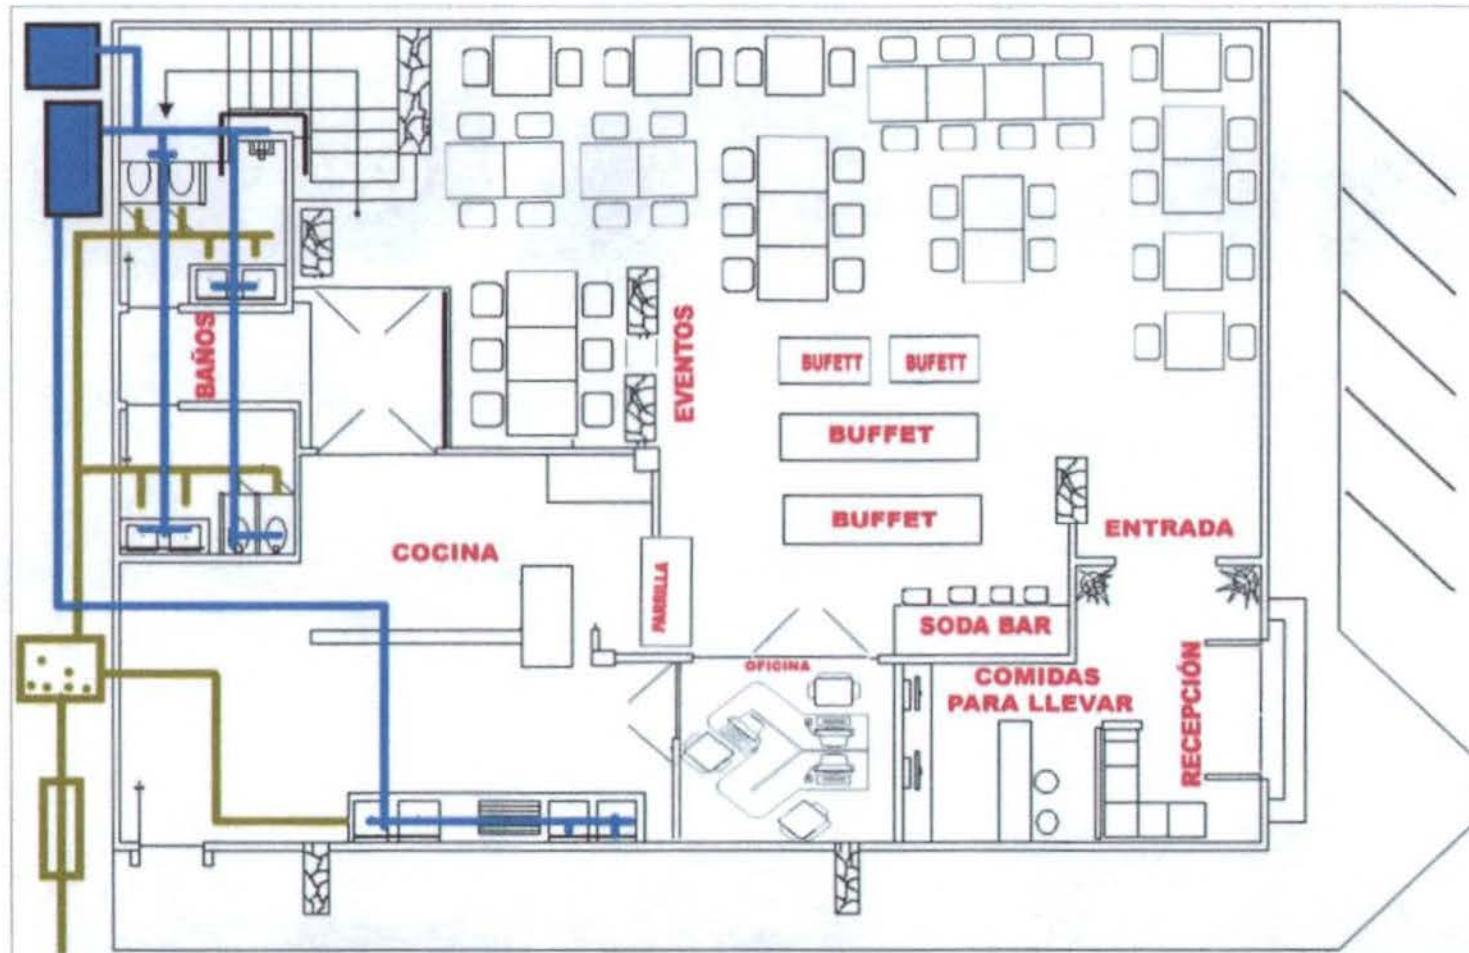 BAÑOS
EVENTOS
BUFETT
BUFETT
BUFFET
BUFFET
ENTRADA
COCINA
PARRILLA
SODA BAR
OFICINA
COMIDAS
PARA LLEVAR
RECEPCIÓN